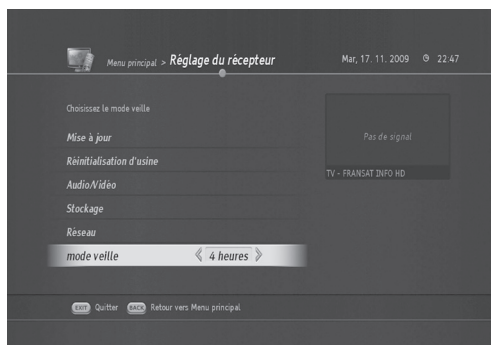 Menu principal > Réglage du récepteur
Mar, 17. 11. 2009 22:47
Choisissez le mode veille
Mise à jour
Réinitialisation d'usine
Audio/Vidéo
Stockage
Réseau
mode veille 4 heures
Pas de signal
TV - FRANSAT INFO HD
EXIT Quitter BACK Retour vers Menu principal